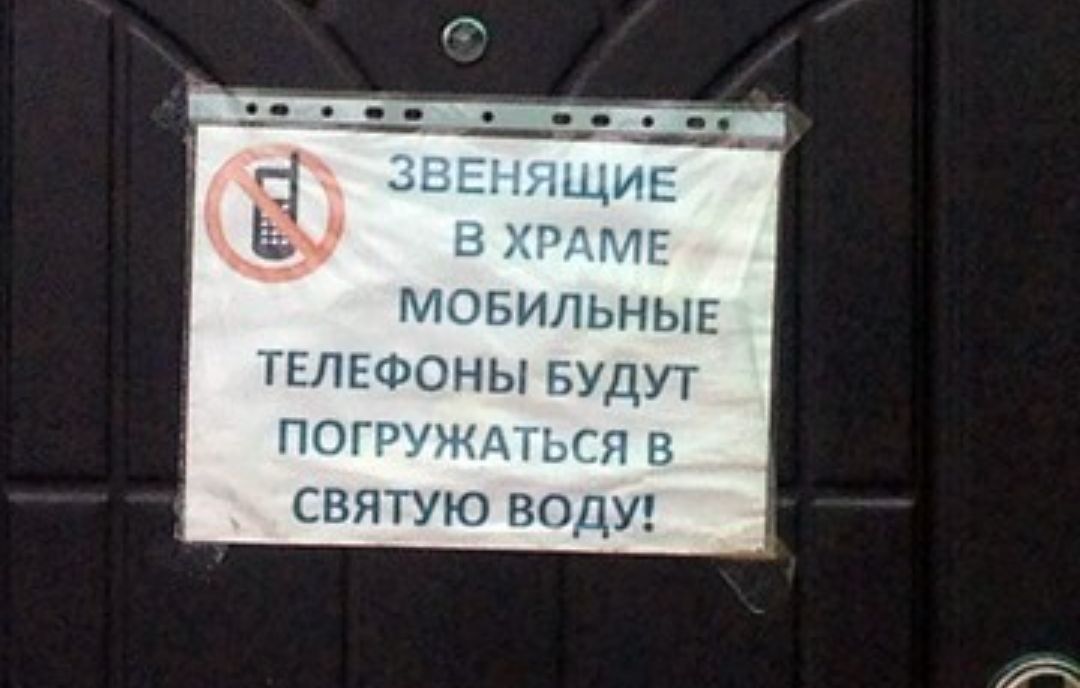 ЗВЕНЯЩИЕ
В ХРАМЕ
МОБИЛЬНЫЕ
ТЕЛЕФОНЫ БУДУТ
ПОГРУЖАТЬСЯ В
СВЯТУЮ ВОДУ!